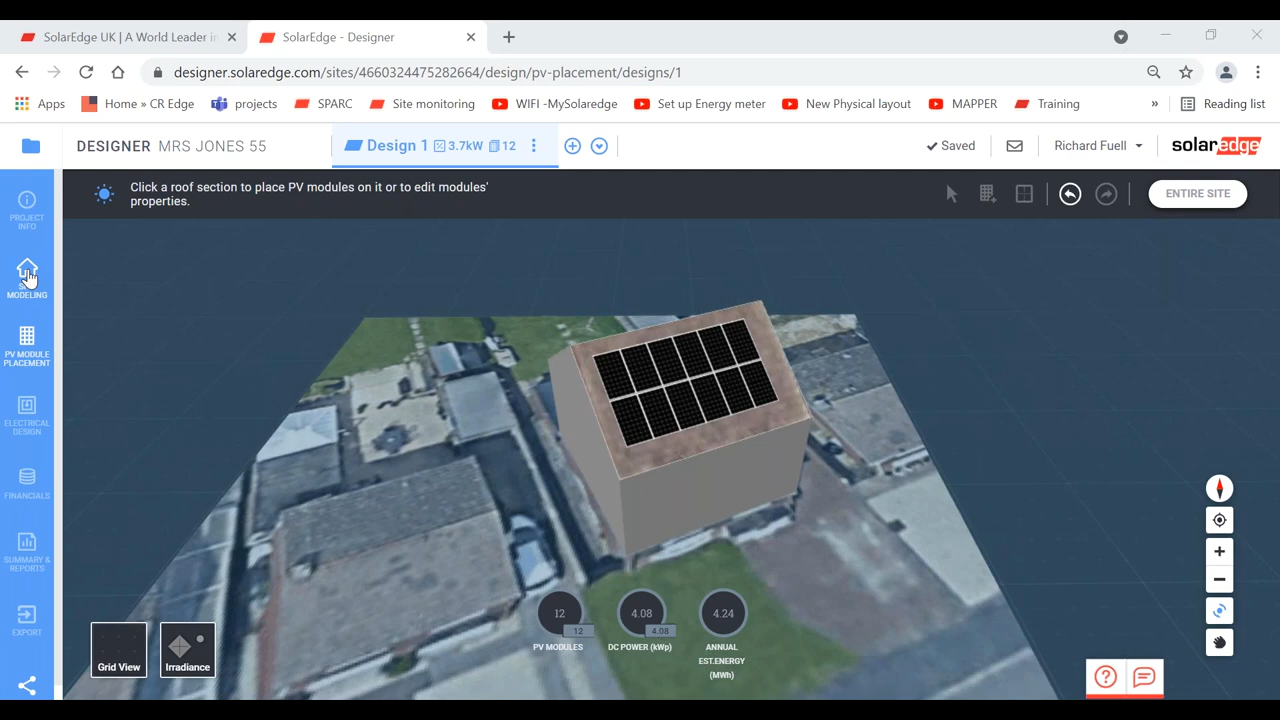 SolarEdge UK | A World Leader in
SolarEdge - Designer
designer.solaredge.com/sites/4660324475282664/design/pv-placement/designs/1
Apps
Home » CR Edge
projects
SPARC
Site monitoring
WIFI -MySolaredge
Set up Energy meter
New Physical layout
MAPPER
Training
»
Reading list
DESIGNER MRS JONES 55
Design 1 3.7kW 12
Saved
Richard Fuell
solaredge
Click a roof section to place PV modules on it or to edit modules'
properties.
ENTIRE SITE
PROJECT
INFO
MODELING
PV MODULE
PLACEMENT
ELECTRICAL
DESIGN
FINANCIALS
SUMMARY &
REPORTS
EXPORT
Grid View
Irradiance
12
12
PV MODULES
4.08
4.08
DC POWER (kWp)
4.24
ANNUAL
EST.ENERGY
(MWh)